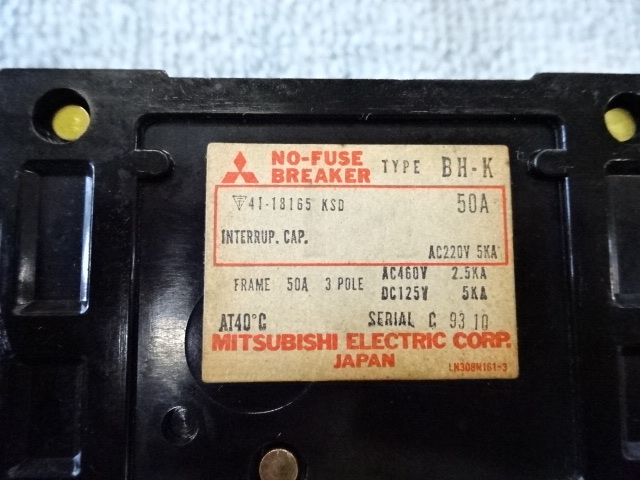 NO-FUSE
BREAKER TYPE BH-K
41-18165 KSD 50A
INTERRUP. CAP.
AC220V 5KA
AC460V 2.5KA
FRAME 50A 3 POLE
DC125V 5KA
AT40°C SERIAL C 93 10
MITSUBISHI ELECTRIC CORP.
JAPAN
LN308N161-3